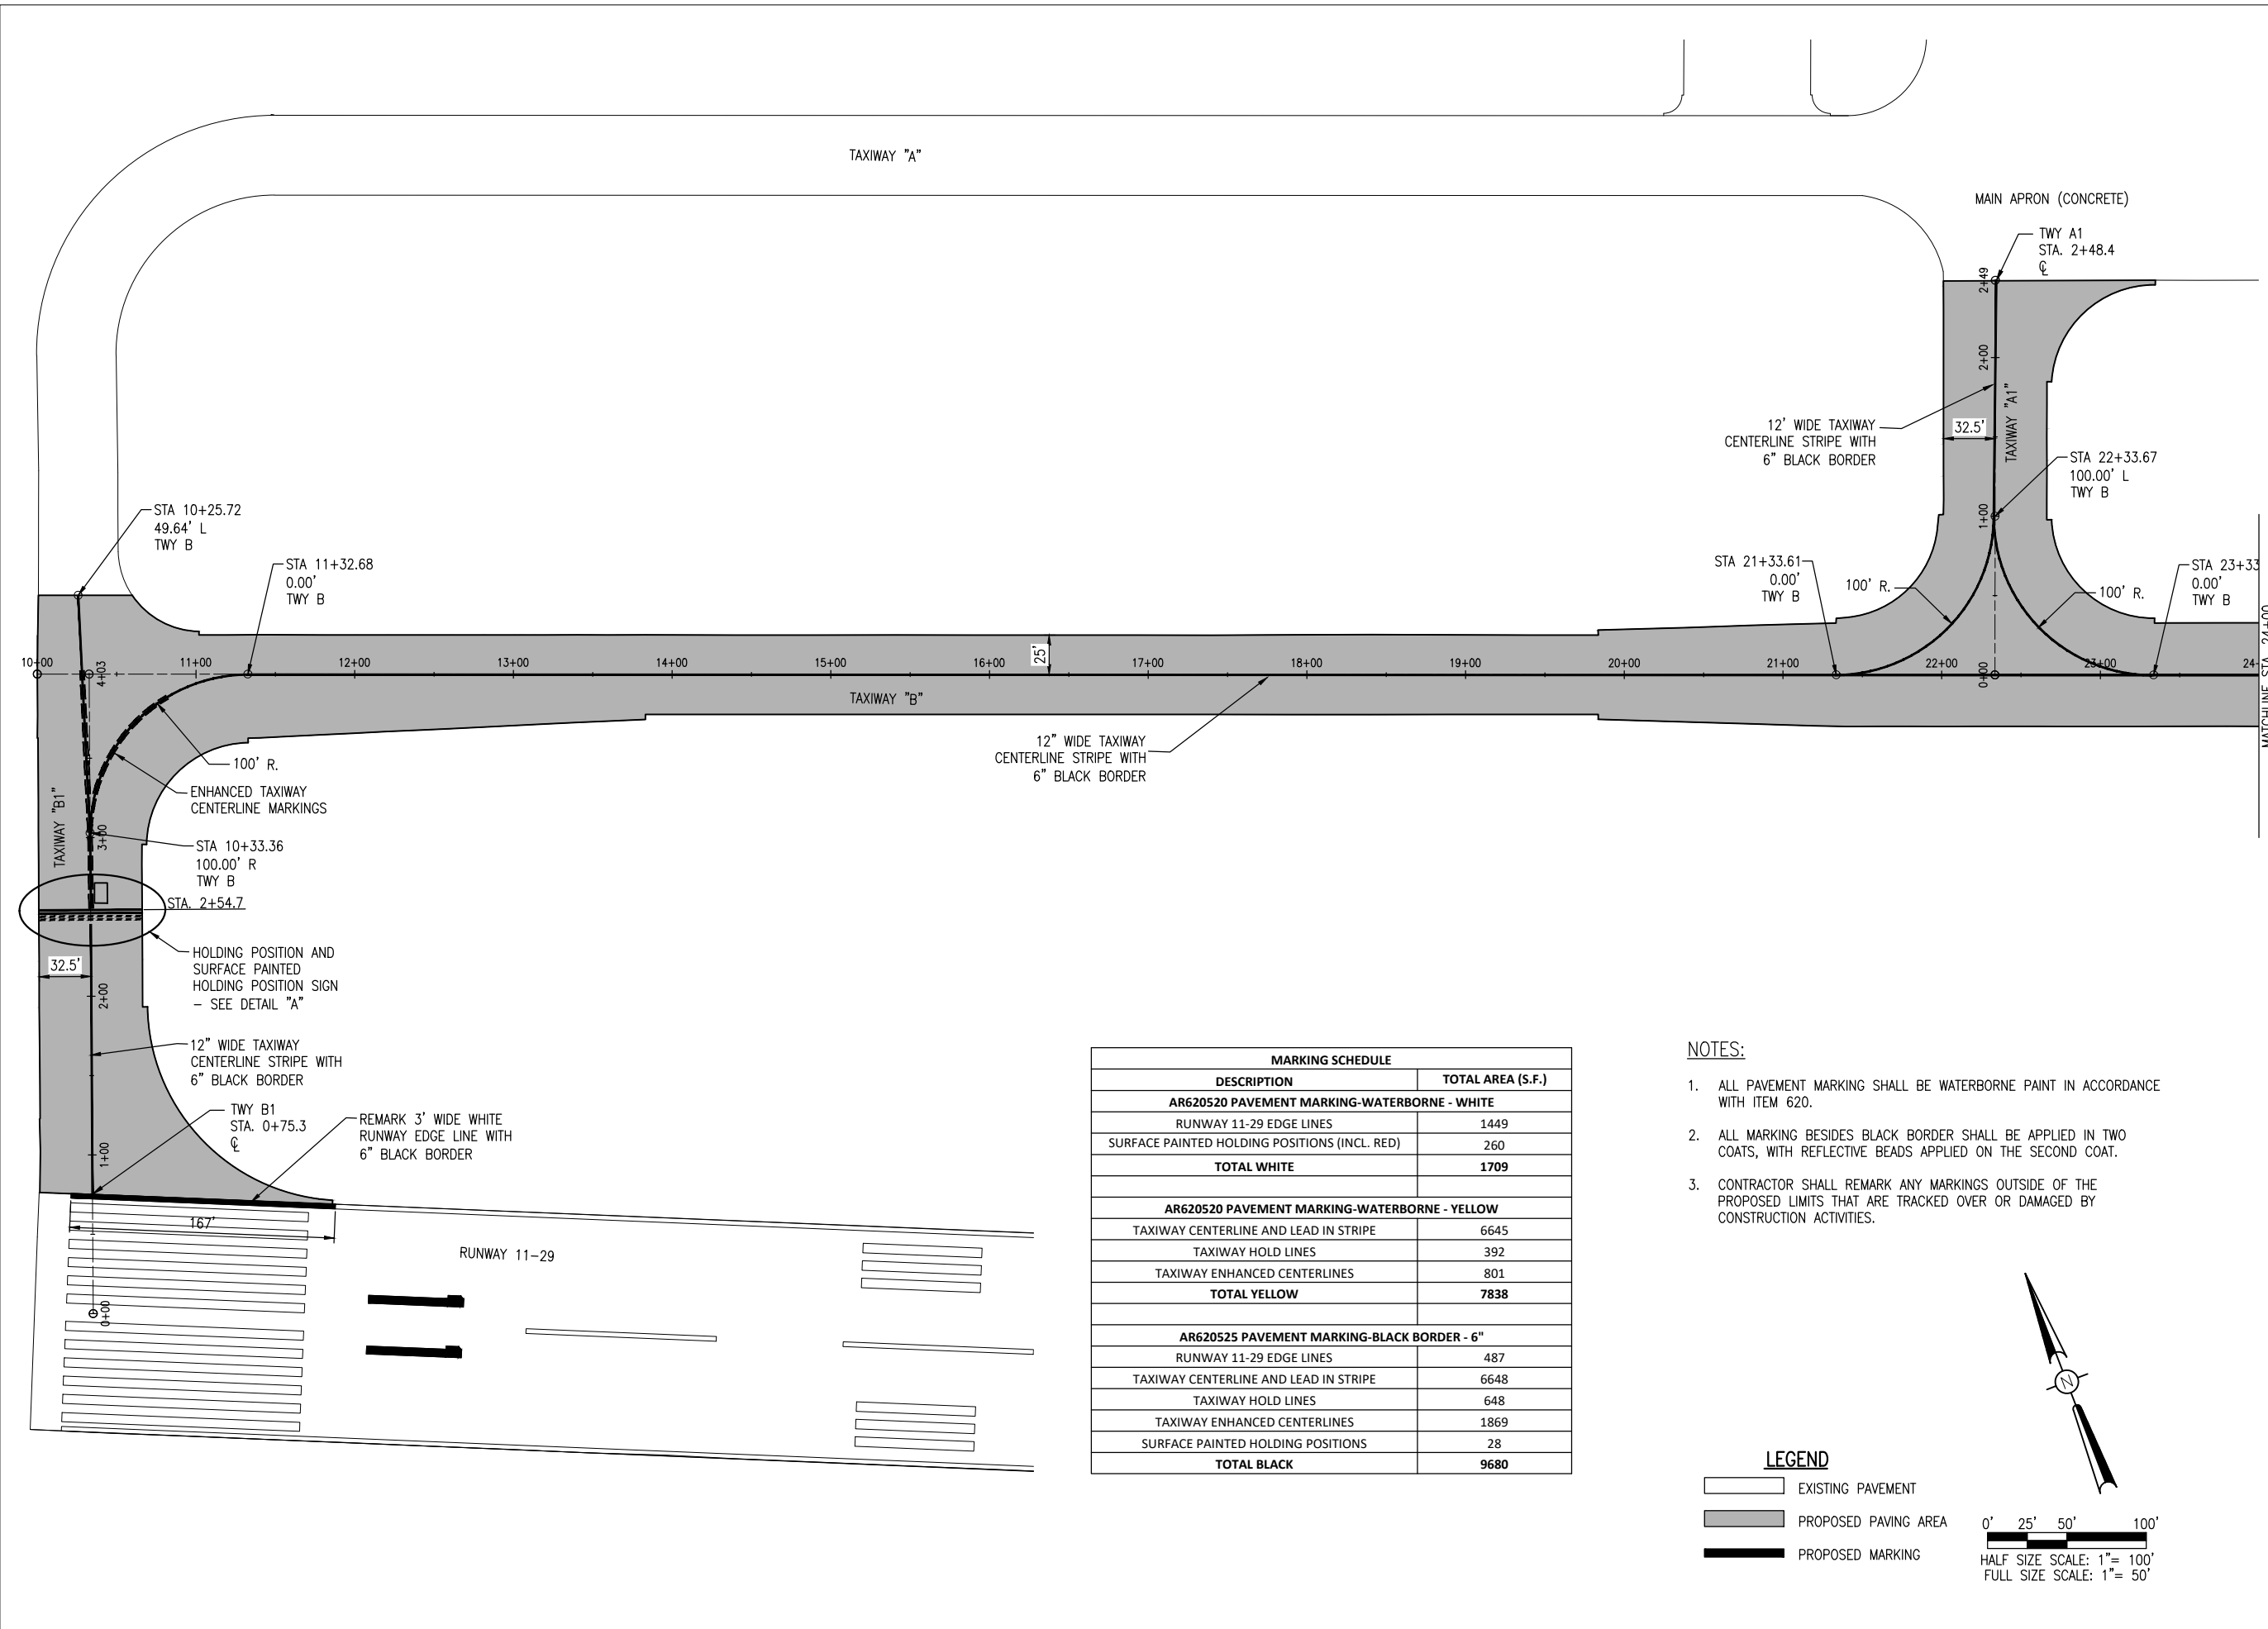 TAXIWAY "A"
MAIN APRON (CONCRETE)
TWY A1
STA. 2+48.4
℄
2+49
2+00
TAXIWAY "A1"
12' WIDE TAXIWAY
CENTERLINE STRIPE WITH
6" BLACK BORDER
32.5'
STA 22+33.67
100.00' L
TWY B
1+00
STA 10+25.72
49.64' L
TWY B
STA 11+32.68
0.00'
TWY B
STA 21+33.61
0.00'
TWY B
100' R.
100' R.
STA 23+33
0.00'
TWY B
MATCHLINE STA. 24+00
25'
10+00
4+03
11+00
12+00
13+00
14+00
15+00
16+00
17+00
18+00
19+00
20+00
21+00
22+00
0+00
23+00
24-
TAXIWAY "B"
12" WIDE TAXIWAY
CENTERLINE STRIPE WITH
6" BLACK BORDER
100' R.
ENHANCED TAXIWAY
CENTERLINE MARKINGS
TAXIWAY "B1"
3+00
STA 10+33.36
100.00' R
TWY B
STA. 2+54.7
HOLDING POSITION AND
SURFACE PAINTED
HOLDING POSITION SIGN
– SEE DETAIL "A"
32.5'
2+00
12" WIDE TAXIWAY
CENTERLINE STRIPE WITH
6" BLACK BORDER
TWY B1
STA. 0+75.3
℄
1+00
REMARK 3' WIDE WHITE
RUNWAY EDGE LINE WITH
6" BLACK BORDER
167'
RUNWAY 11–29
0+00
MARKING SCHEDULE
DESCRIPTION TOTAL AREA (S.F.)
AR620520 PAVEMENT MARKING-WATERBORNE - WHITE
RUNWAY 11-29 EDGE LINES 1449
SURFACE PAINTED HOLDING POSITIONS (INCL. RED) 260
TOTAL WHITE 1709
AR620520 PAVEMENT MARKING-WATERBORNE - YELLOW
TAXIWAY CENTERLINE AND LEAD IN STRIPE 6645
TAXIWAY HOLD LINES 392
TAXIWAY ENHANCED CENTERLINES 801
TOTAL YELLOW 7838
AR620525 PAVEMENT MARKING-BLACK BORDER - 6"
RUNWAY 11-29 EDGE LINES 487
TAXIWAY CENTERLINE AND LEAD IN STRIPE 6648
TAXIWAY HOLD LINES 648
TAXIWAY ENHANCED CENTERLINES 1869
SURFACE PAINTED HOLDING POSITIONS 28
TOTAL BLACK 9680
NOTES:
1. ALL PAVEMENT MARKING SHALL BE WATERBORNE PAINT IN ACCORDANCE
WITH ITEM 620.
2. ALL MARKING BESIDES BLACK BORDER SHALL BE APPLIED IN TWO
COATS, WITH REFLECTIVE BEADS APPLIED ON THE SECOND COAT.
3. CONTRACTOR SHALL REMARK ANY MARKINGS OUTSIDE OF THE
PROPOSED LIMITS THAT ARE TRACKED OVER OR DAMAGED BY
CONSTRUCTION ACTIVITIES.
N
LEGEND
EXISTING PAVEMENT
PROPOSED PAVING AREA
PROPOSED MARKING
0' 25' 50' 100'
HALF SIZE SCALE: 1"= 100'
FULL SIZE SCALE: 1"= 50'